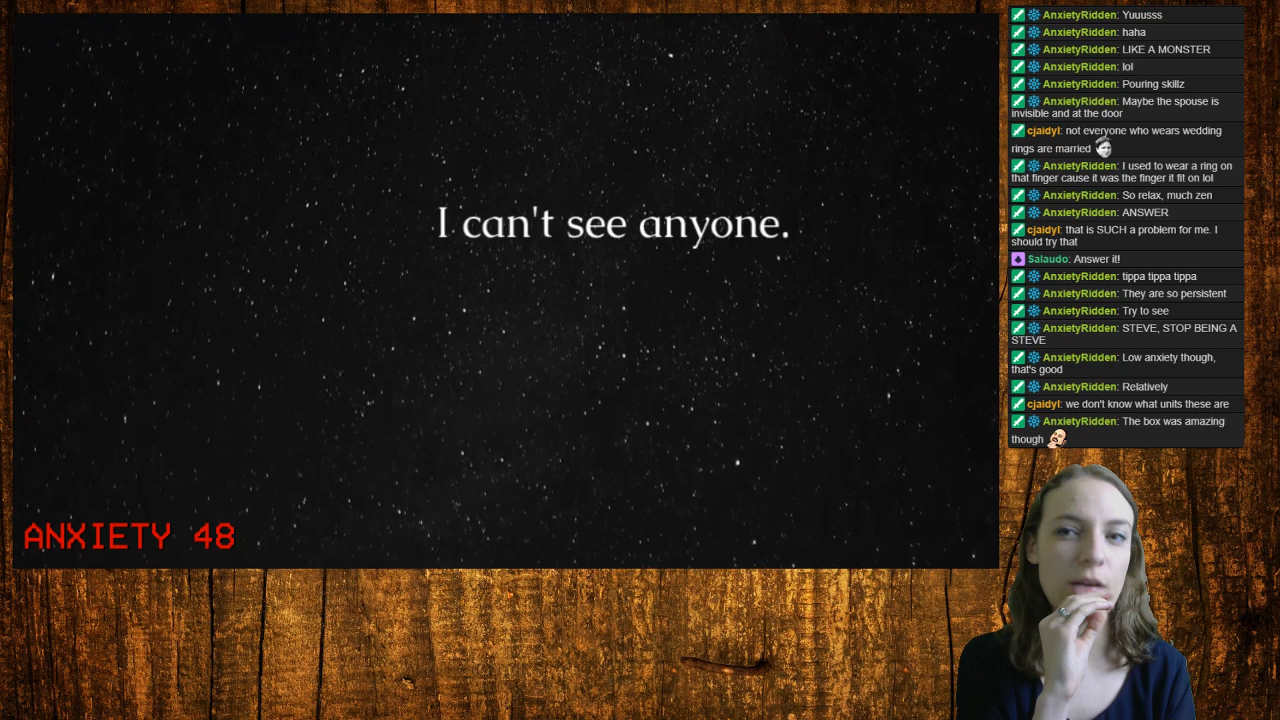 I can't see anyone.
ANXIETY 48
AnxietyRidden: Yuuusss
AnxietyRidden: haha
AnxietyRidden: LIKE A MONSTER
AnxietyRidden: lol
AnxietyRidden: Pouring skillz
AnxietyRidden: Maybe the spouse is
invisible and at the door
cjaidyl: not everyone who wears wedding
rings are married
AnxietyRidden: I used to wear a ring on
that finger cause it was the finger it fit on lol
AnxietyRidden: So relax, much zen
AnxietyRidden: ANSWER
cjaidyl: that is SUCH a problem for me. I
should try that
Salaudo: Answer it!
AnxietyRidden: tippa tippa tippa
AnxietyRidden: They are so persistent
AnxietyRidden: Try to see
AnxietyRidden: STEVE, STOP BEING A
STEVE
AnxietyRidden: Low anxiety though,
that's good
AnxietyRidden: Relatively
cjaidyl: we don't know what units these are
AnxietyRidden: The box was amazing
though